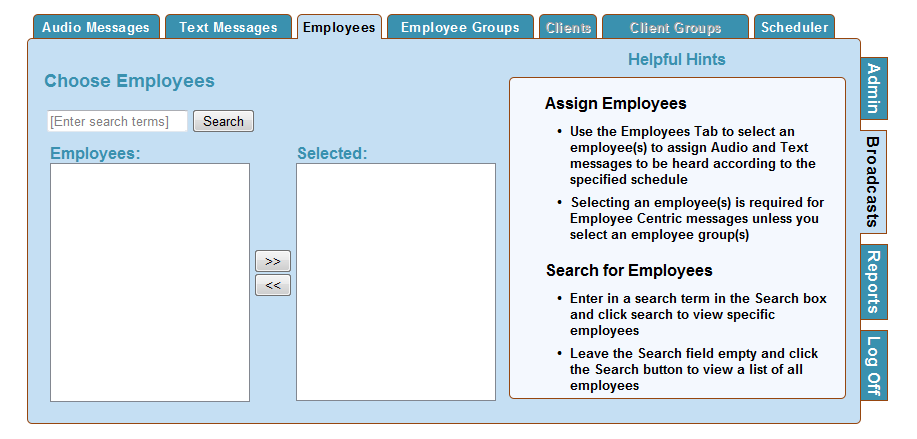 Audio Messages
Text Messages
Employees
Employee Groups
Clients
Client Groups
Scheduler
Choose Employees
[Enter search terms]
Search
Employees:
Selected:
>>
<<
Helpful Hints
Assign Employees
• Use the Employees Tab to select an
employee(s) to assign Audio and Text
messages to be heard according to the
specified schedule
• Selecting an employee(s) is required for
Employee Centric messages unless you
select an employee group(s)
Search for Employees
• Enter in a search term in the Search box
and click search to view specific
employees
• Leave the Search field empty and click
the Search button to view a list of all
employees
Admin
Broadcasts
Reports
Log Off